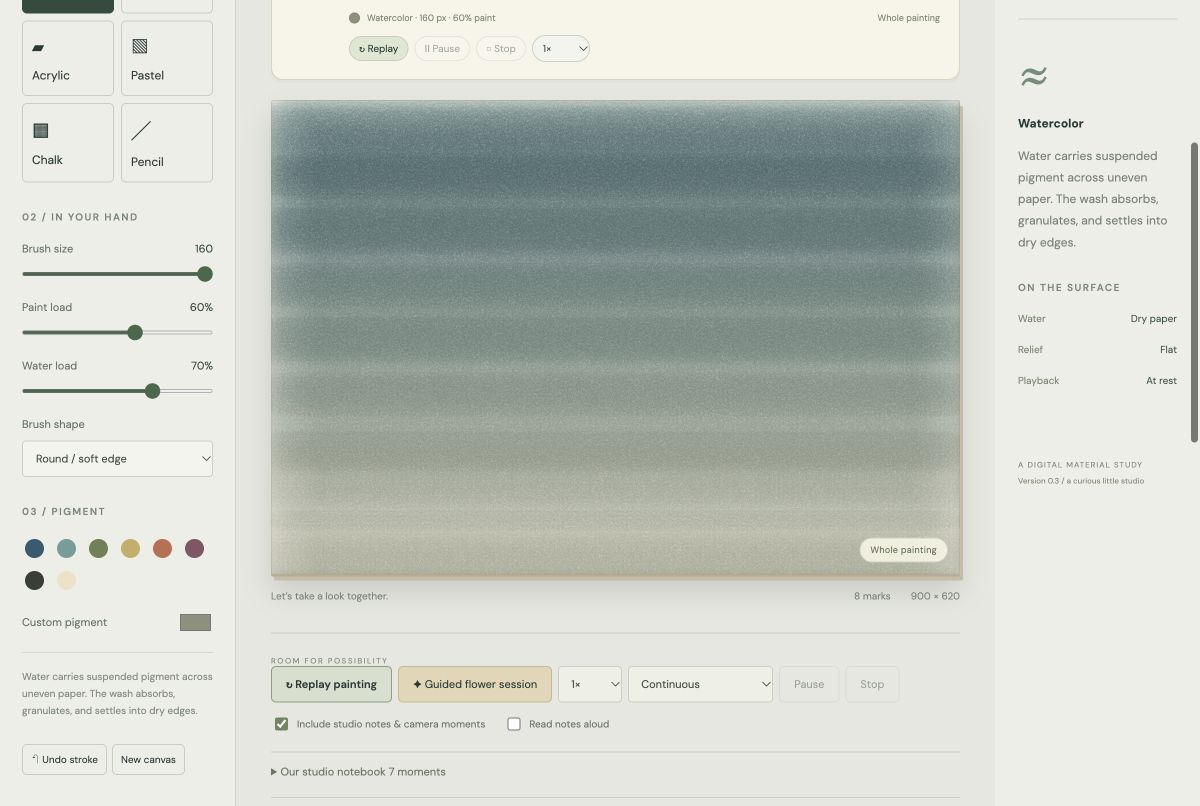 Acrylic
Pastel
Chalk
Pencil
02 / IN YOUR HAND
Brush size 160
Paint load 60%
Water load 70%
Brush shape
Round / soft edge
03 / PIGMENT
Custom pigment
Water carries suspended pigment across
uneven paper. The wash absorbs,
granulates, and settles into dry edges.
Undo stroke
New canvas
Watercolor · 160 px · 60% paint
Whole painting
↻ Replay
II Pause
▫ Stop
1×
Whole painting
Let's take a look together.
8 marks 900 × 620
ROOM FOR POSSIBILITY
↻ Replay painting
✦ Guided flower session
1×
Continuous
Pause
Stop
Include studio notes & camera moments
Read notes aloud
▶ Our studio notebook 7 moments
Watercolor
Water carries suspended
pigment across uneven
paper. The wash absorbs,
granulates, and settles into
dry edges.
ON THE SURFACE
Water Dry paper
Relief Flat
Playback At rest
A DIGITAL MATERIAL STUDY
Version 0.3 / a curious little studio